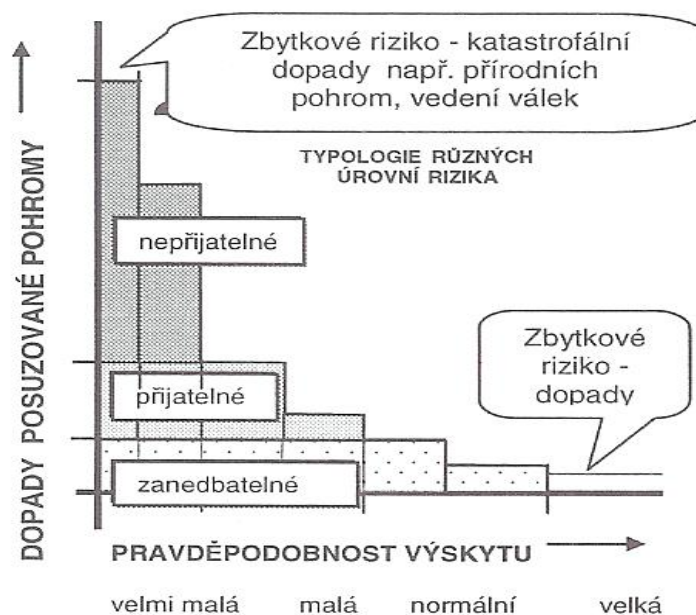 Zbytkové riziko - katastrofální
dopady např. přírodních
pohrom, vedení válek
TYPOLOGIE RŮZNÝCH
ÚROVNÍ RIZIKA
DOPADY POSUZOVANÉ POHROMY
nepřijatelné
Zbytkové
riziko -
dopady
přijatelné
zanedbatelné
PRAVDĚPODOBNOST VÝSKYTU
velmi malá malá normální velká